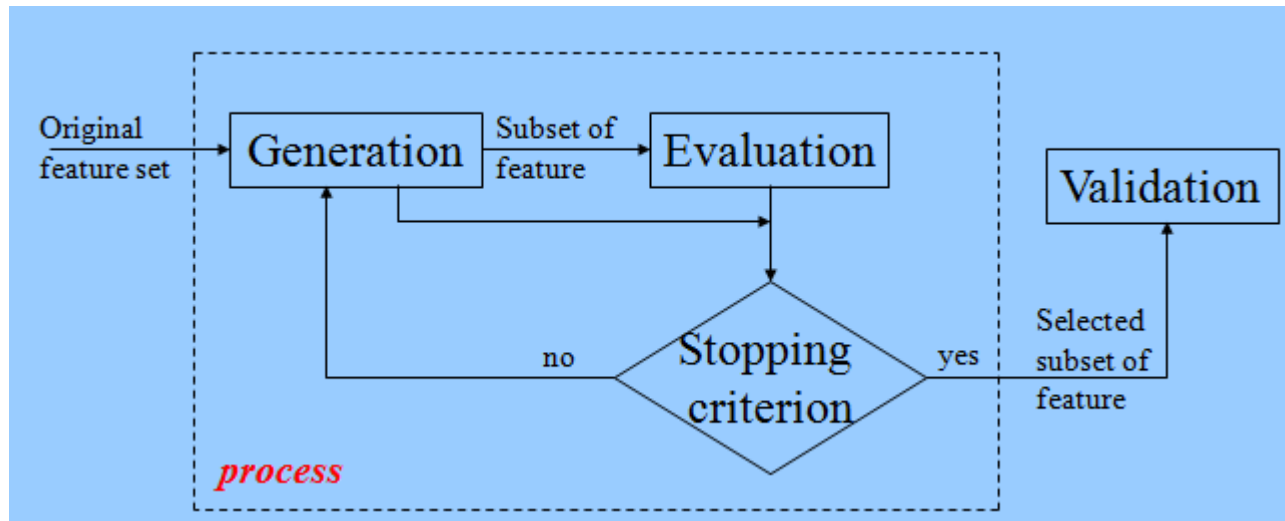 Original
feature set
Generation
Subset of
feature
Evaluation
Validation
Stopping
criterion
no
yes
Selected
subset of
feature
process